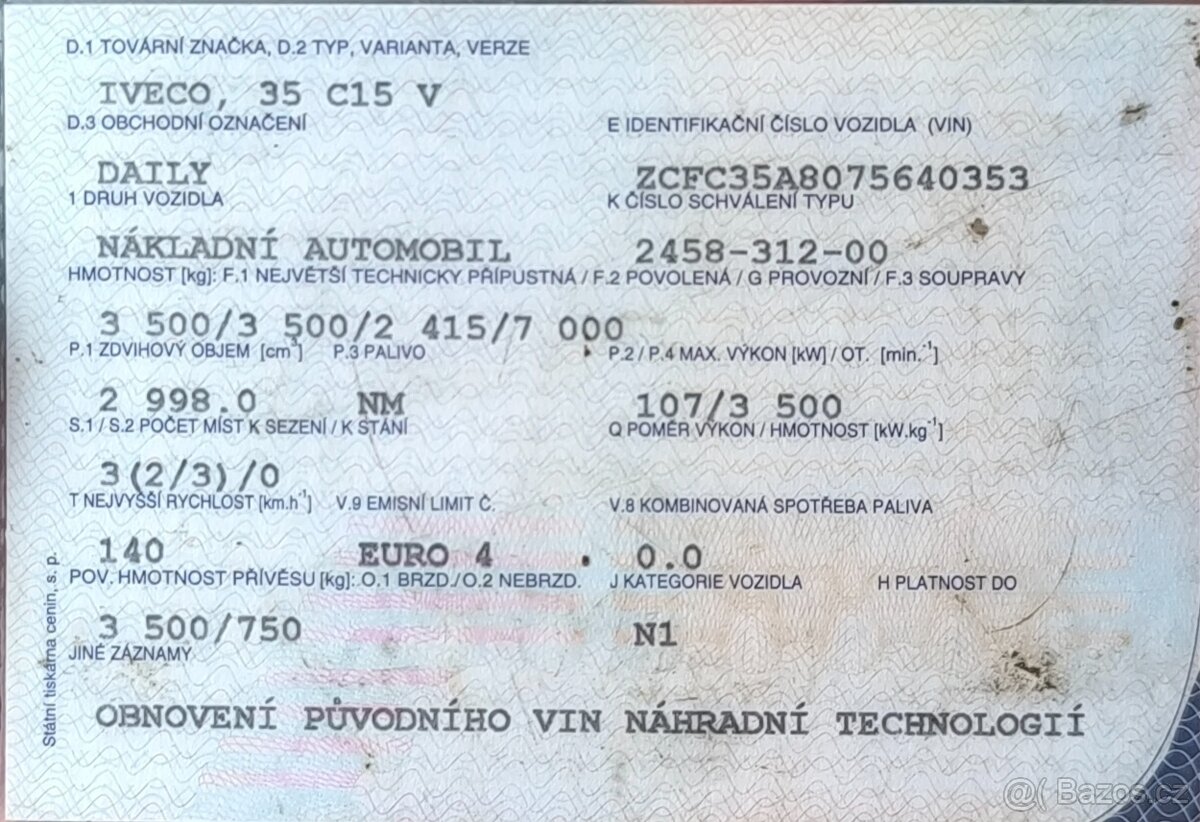 D.1 TOVÁRNÍ ZNAČKA, D.2 TYP, VARIANTA, VERZE
IVECO, 35 C15 V
D.3 OBCHODNÍ OZNAČENÍ E IDENTIFIKAČNÍ ČÍSLO VOZIDLA (VIN)
DAILY ZCFC35A8075640353
1 DRUH VOZIDLA K ČÍSLO SCHVÁLENÍ TYPU
NÁKLADNÍ AUTOMOBIL 2458-312-00
HMOTNOST [kg]: F.1 NEJVĚTŠÍ TECHNICKY PŘÍPUSTNÁ / F.2 POVOLENÁ / G PROVOZNÍ / F.3 SOUPRAVY
3 500/3 500/2 415/7 000
P.1 ZDVIHOVÝ OBJEM [cm³] P.3 PALIVO P.2 / P.4 MAX. VÝKON [kW] / OT. [min.⁻¹]
2 998.0 NM 107/3 500
S.1 / S.2 POČET MÍST K SEZENÍ / K STÁNÍ Q POMĚR VÝKON / HMOTNOST [kW.kg⁻¹]
3(2/3)/0
T NEJVYŠŠÍ RYCHLOST [km.h⁻¹] V.9 EMISNÍ LIMIT Č. V.8 KOMBINOVANÁ SPOTŘEBA PALIVA
140 EURO 4 0.0
POV. HMOTNOST PŘÍVĚSU [kg]: O.1 BRZD./O.2 NEBRZD. J KATEGORIE VOZIDLA H PLATNOST DO
3 500/750 N1
JINÉ ZÁZNAMY
OBNOVENÍ PŮVODNÍHO VIN NÁHRADNÍ TECHNOLOGIÍ
Státní tiskárna cenin, s. p.
@( Bazos.cz